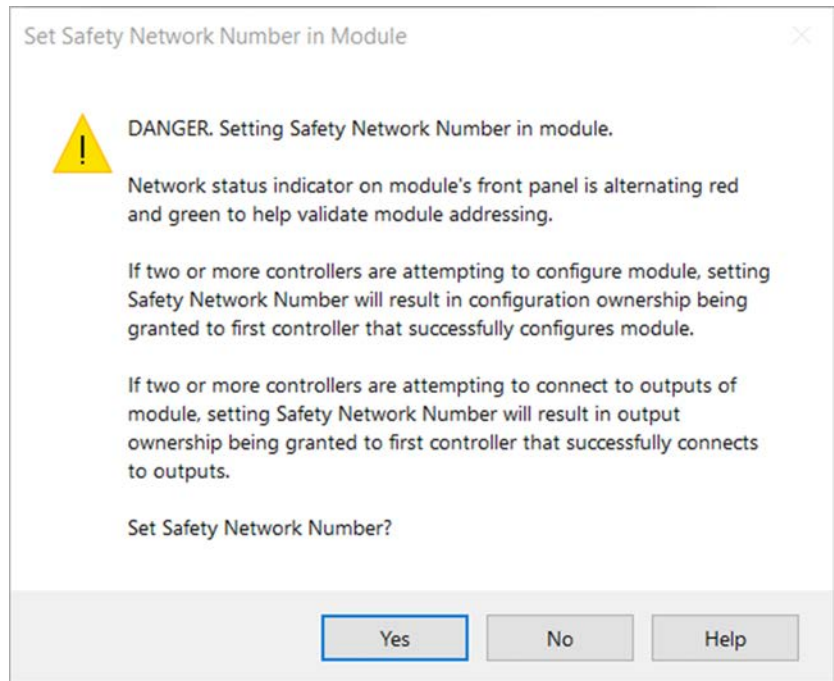 Set Safety Network Number in Module
DANGER. Setting Safety Network Number in module.
Network status indicator on module's front panel is alternating red
and green to help validate module addressing.
If two or more controllers are attempting to configure module, setting
Safety Network Number will result in configuration ownership being
granted to first controller that successfully configures module.
If two or more controllers are attempting to connect to outputs of
module, setting Safety Network Number will result in output
ownership being granted to first controller that successfully connects
to outputs.
Set Safety Network Number?
Yes No Help